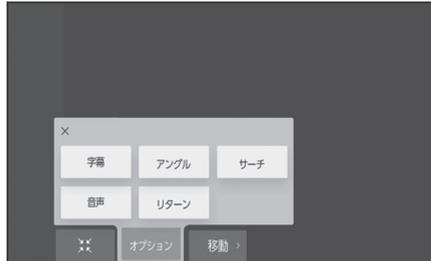 ×
字幕 アングル サーチ
音声 リターン
オプション 移動 >